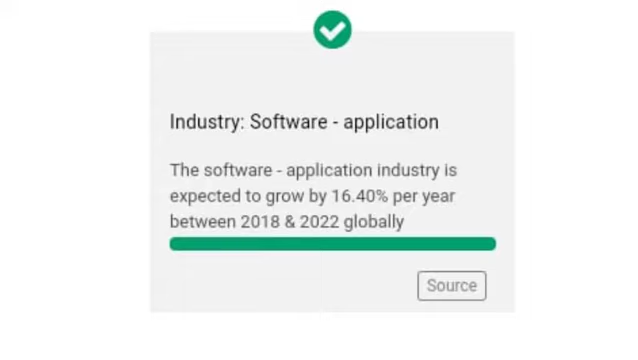 Industry: Software - application
The software - application industry is
expected to grow by 16.40% per year
between 2018 & 2022 globally
Source